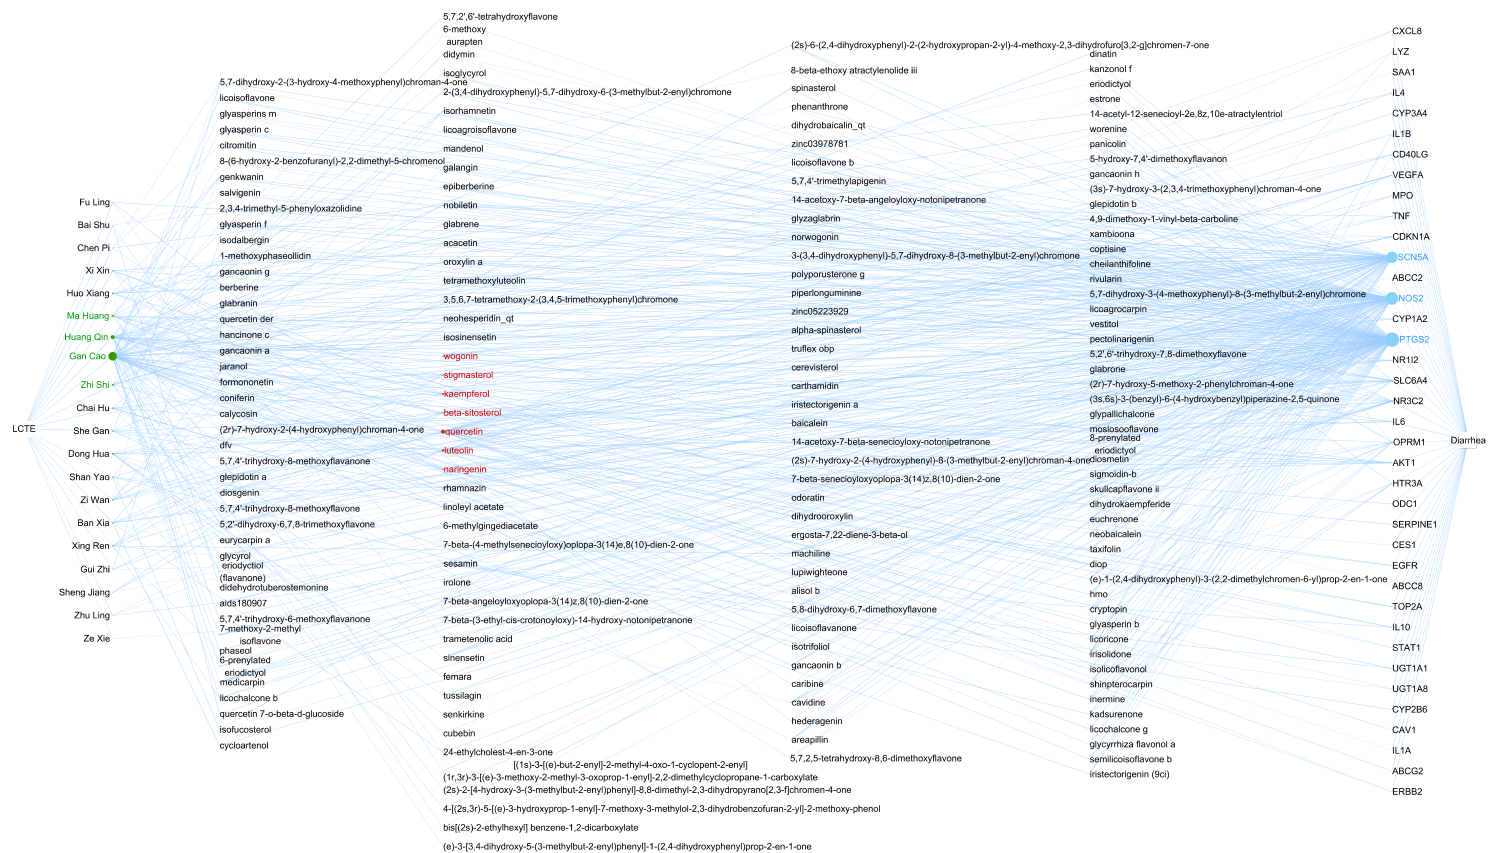 LCTE
Fu Ling
Bai Shu
Chen Pi
Xi Xin
Huo Xiang
Ma Huang
Huang Qin
Gan Cao
Zhi Shi
Chai Hu
She Gan
Dong Hua
Shan Yao
Zi Wan
Ban Xia
Xing Ren
Gui Zhi
Sheng Jiang
Zhu Ling
Ze Xie
5,7-dihydroxy-2-(3-hydroxy-4-methoxyphenyl)chroman-4-one
licoisoflavone
glyasperins m
glyasperin c
citromitin
8-(6-hydroxy-2-benzofuranyl)-2,2-dimethyl-5-chromenol
genkwanin
salvigenin
2,3,4-trimethyl-5-phenyloxazolidine
glyasperin f
isodalbergin
1-methoxyphaseollidin
gancaonin g
berberine
glabranin
quercetin der
hancinone c
gancaonin a
jaranol
formononetin
coniferin
calycosin
(2r)-7-hydroxy-2-(4-hydroxyphenyl)chroman-4-one
dfv
5,7,4'-trihydroxy-8-methoxyflavanone
glepidotin a
diosgenin
5,7,4'-trihydroxy-8-methoxyflavone
5,2'-dihydroxy-6,7,8-trimethoxyflavone
eurycarpin a
glycyrol
eriodyctiol
(flavanone)
didehydrotuberostemonine
aids180907
5,7,4'-trihydroxy-6-methoxyflavanone
7-methoxy-2-methyl
isoflavone
phaseol
6-prenylated
eriodictyol
medicarpin
licochalcone b
quercetin 7-o-beta-d-glucoside
isofucosterol
cycloartenol
5,7,2',6'-tetrahydroxyflavone
6-methoxy
aurapten
didymin
isoglycyrol
2-(3,4-dihydroxyphenyl)-5,7-dihydroxy-6-(3-methylbut-2-enyl)chromone
isorhamnetin
licoagroisoflavone
mandenol
galangin
epiberberine
nobiletin
glabrene
acacetin
oroxylin a
tetramethoxyluteolin
3,5,6,7-tetramethoxy-2-(3,4,5-trimethoxyphenyl)chromone
neohesperidin_qt
isosinensetin
wogonin
stigmasterol
kaempferol
beta-sitosterol
quercetin
luteolin
naringenin
rhamnazin
linoleyl acetate
6-methylgingediacetate
7-beta-(4-methylsenecioyloxy)oplopa-3(14)e,8(10)-dien-2-one
sesamin
irolone
7-beta-angeloyloxyoplopa-3(14)z,8(10)-dien-2-one
7-beta-(3-ethyl-cis-crotonoyloxy)-14-hydroxy-notonipetranone
trametenolic acid
sinensetin
femara
tussilagin
senkirkine
cubebin
24-ethylcholest-4-en-3-one
[(1s)-3-[(e)-but-2-enyl]-2-methyl-4-oxo-1-cyclopent-2-enyl]
(1r,3r)-3-[(e)-3-methoxy-2-methyl-3-oxoprop-1-enyl]-2,2-dimethylcyclopropane-1-carboxylate
(2s)-2-[4-hydroxy-3-(3-methylbut-2-enyl)phenyl]-8,8-dimethyl-2,3-dihydropyrano[2,3-f]chromen-4-one
4-[(2s,3r)-5-[(e)-3-hydroxyprop-1-enyl]-7-methoxy-3-methylol-2,3-dihydrobenzofuran-2-yl]-2-methoxy-phenol
bis[(2s)-2-ethylhexyl] benzene-1,2-dicarboxylate
(e)-3-[3,4-dihydroxy-5-(3-methylbut-2-enyl)phenyl]-1-(2,4-dihydroxyphenyl)prop-2-en-1-one
(2s)-6-(2,4-dihydroxyphenyl)-2-(2-hydroxypropan-2-yl)-4-methoxy-2,3-dihydrofuro[3,2-g]chromen-7-one
8-beta-ethoxy atractylenolide iii
spinasterol
phenanthrone
dihydrobaicalin_qt
zinc03978781
licoisoflavone b
5,7,4'-trimethylapigenin
14-acetoxy-7-beta-angeloyloxy-notonipetranone
glyzaglabrin
norwogonin
3-(3,4-dihydroxyphenyl)-5,7-dihydroxy-8-(3-methylbut-2-enyl)chromone
polyporusterone g
piperlonguminine
zinc05223929
alpha-spinasterol
truflex obp
cerevisterol
carthamidin
iristectorigenin a
baicalein
14-acetoxy-7-beta-senecioyloxy-notonipetranone
(2s)-7-hydroxy-2-(4-hydroxyphenyl)-8-(3-methylbut-2-enyl)chroman-4-one
7-beta-senecioyloxyoplopa-3(14)z,8(10)-dien-2-one
odoratin
dihydrooroxylin
ergosta-7,22-diene-3-beta-ol
machiline
lupiwighteone
alisol b
5,8-dihydroxy-6,7-dimethoxyflavone
licoisoflavanone
isotrifoliol
gancaonin b
caribine
cavidine
hederagenin
areapillin
5,7,2,5-tetrahydroxy-8,6-dimethoxyflavone
dinatin
kanzonol f
eriodictyol
estrone
14-acetyl-12-senecioyl-2e,8z,10e-atractylentriol
worenine
panicolin
5-hydroxy-7,4'-dimethoxyflavanon
gancaonin h
(3s)-7-hydroxy-3-(2,3,4-trimethoxyphenyl)chroman-4-one
glepidotin b
4,9-dimethoxy-1-vinyl-beta-carboline
xambioona
coptisine
cheilanthifoline
rivularin
5,7-dihydroxy-3-(4-methoxyphenyl)-8-(3-methylbut-2-enyl)chromone
licoagrocarpin
vestitol
pectolinarigenin
5,2',6'-trihydroxy-7,8-dimethoxyflavone
glabrone
(2r)-7-hydroxy-5-methoxy-2-phenylchroman-4-one
(3s,6s)-3-(benzyl)-6-(4-hydroxybenzyl)piperazine-2,5-quinone
glypallichalcone
moslosooflavone
8-prenylated
eriodictyol
diosmetin
sigmoidin-b
skullcapflavone ii
dihydrokaempferide
euchrenone
neobaicalein
taxifolin
diop
(e)-1-(2,4-dihydroxyphenyl)-3-(2,2-dimethylchromen-6-yl)prop-2-en-1-one
hmo
cryptopin
glyasperin b
licoricone
irisolidone
isolicoflavonol
shinpterocarpin
inermine
kadsurenone
licochalcone g
glycyrrhiza flavonol a
semilicoisoflavone b
iristectorigenin (9ci)
CXCL8
LYZ
SAA1
IL4
CYP3A4
IL1B
CD40LG
VEGFA
MPO
TNF
CDKN1A
SCN5A
ABCC2
NOS2
CYP1A2
PTGS2
NR1I2
SLC6A4
NR3C2
IL6
OPRM1
AKT1
HTR3A
ODC1
SERPINE1
CES1
EGFR
ABCC8
TOP2A
IL10
STAT1
UGT1A1
UGT1A8
CYP2B6
CAV1
IL1A
ABCG2
ERBB2
Diarrhea